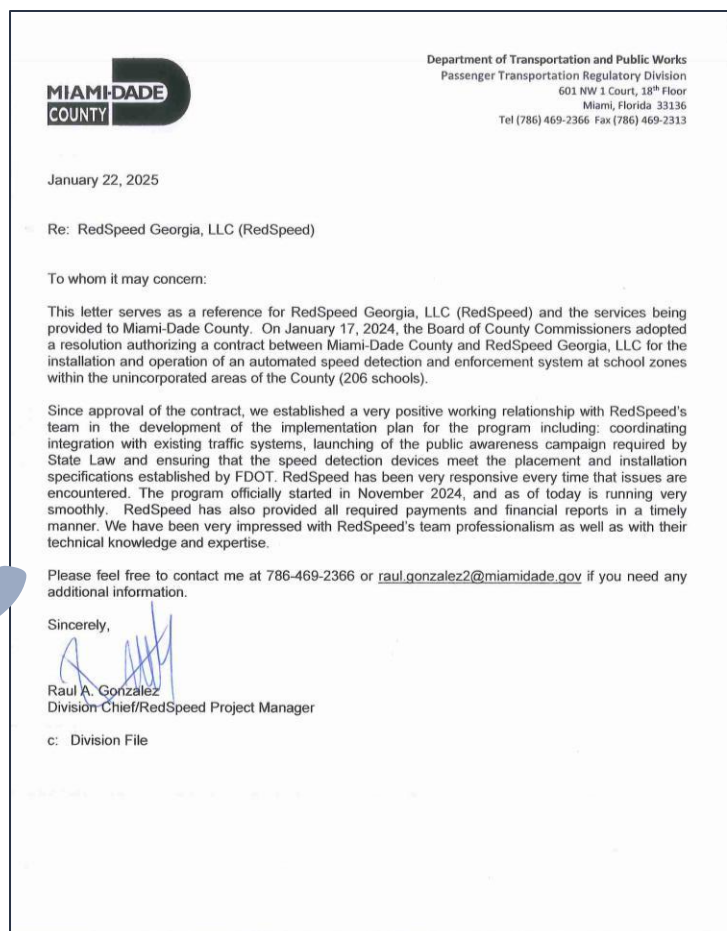 MIAMI-DADE
COUNTY
Department of Transportation and Public Works
Passenger Transportation Regulatory Division
601 NW 1 Court, 18th Floor
Miami, Florida 33136
Tel (786) 469-2366 Fax (786) 469-2313
January 22, 2025
Re: RedSpeed Georgia, LLC (RedSpeed)
To whom it may concern:
This letter serves as a reference for RedSpeed Georgia, LLC (RedSpeed) and the services being
provided to Miami-Dade County. On January 17, 2024, the Board of County Commissioners adopted
a resolution authorizing a contract between Miami-Dade County and RedSpeed Georgia, LLC for the
installation and operation of an automated speed detection and enforcement system at school zones
within the unincorporated areas of the County (206 schools).
Since approval of the contract, we established a very positive working relationship with RedSpeed's
team in the development of the implementation plan for the program including: coordinating
integration with existing traffic systems, launching of the public awareness campaign required by
State Law and ensuring that the speed detection devices meet the placement and installation
specifications established by FDOT. RedSpeed has been very responsive every time that issues are
encountered. The program officially started in November 2024, and as of today is running very
smoothly. RedSpeed has also provided all required payments and financial reports in a timely
manner. We have been very impressed with RedSpeed's team professionalism as well as with their
technical knowledge and expertise.
Please feel free to contact me at 786-469-2366 or raul.gonzalez2@miamidade.gov if you need any
additional information.
Sincerely,
Raul A. Gonzalez
Division Chief/RedSpeed Project Manager
c: Division File